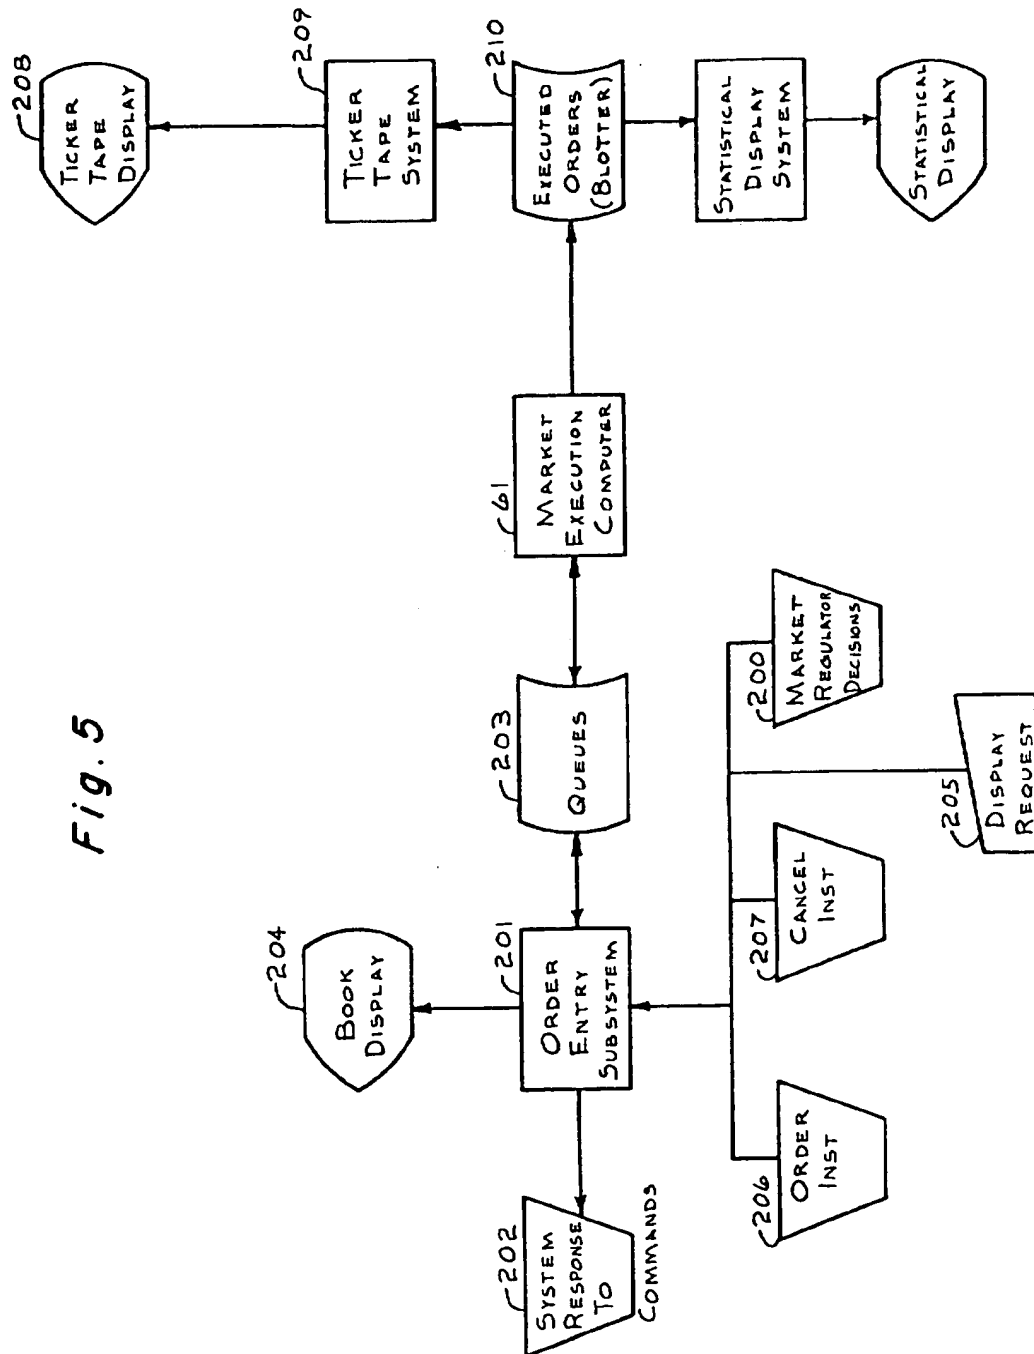 Fig. 5
208
TICKER
TAPE
DISPLAY
209
TICKER
TAPE
SYSTEM
204
BOOK
DISPLAY
202
SYSTEM
RESPONSE
TO
COMMANDS
201
ORDER
ENTRY
SUBSYSTEM
203
QUEUES
61
MARKET
EXECUTION
COMPUTER
210
EXECUTED
ORDERS
(BLOTTER)
STATISTICAL
DISPLAY
SYSTEM
STATISTICAL
DISPLAY
206
ORDER
INST
207
CANCEL
INST
205
DISPLAY
REQUEST
200
MARKET
REGULATOR
DECISIONS